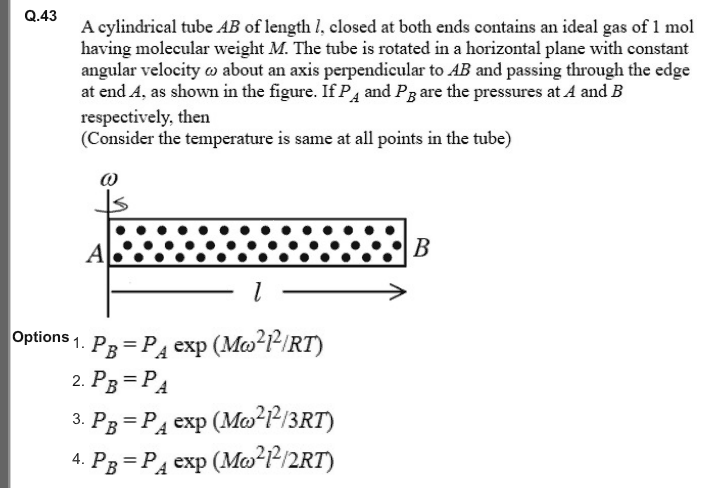 Q.43
A cylindrical tube AB of length l, closed at both ends contains an ideal gas of 1 mol
having molecular weight M. The tube is rotated in a horizontal plane with constant
angular velocity ω about an axis perpendicular to AB and passing through the edge
at end A, as shown in the figure. If P_A and P_B are the pressures at A and B
respectively, then
(Consider the temperature is same at all points in the tube)
ω
A
B
l
Options 1. P_B = P_A exp (Mω²l²/RT)
2. P_B = P_A
3. P_B = P_A exp (Mω²l²/3RT)
4. P_B = P_A exp (Mω²l²/2RT)